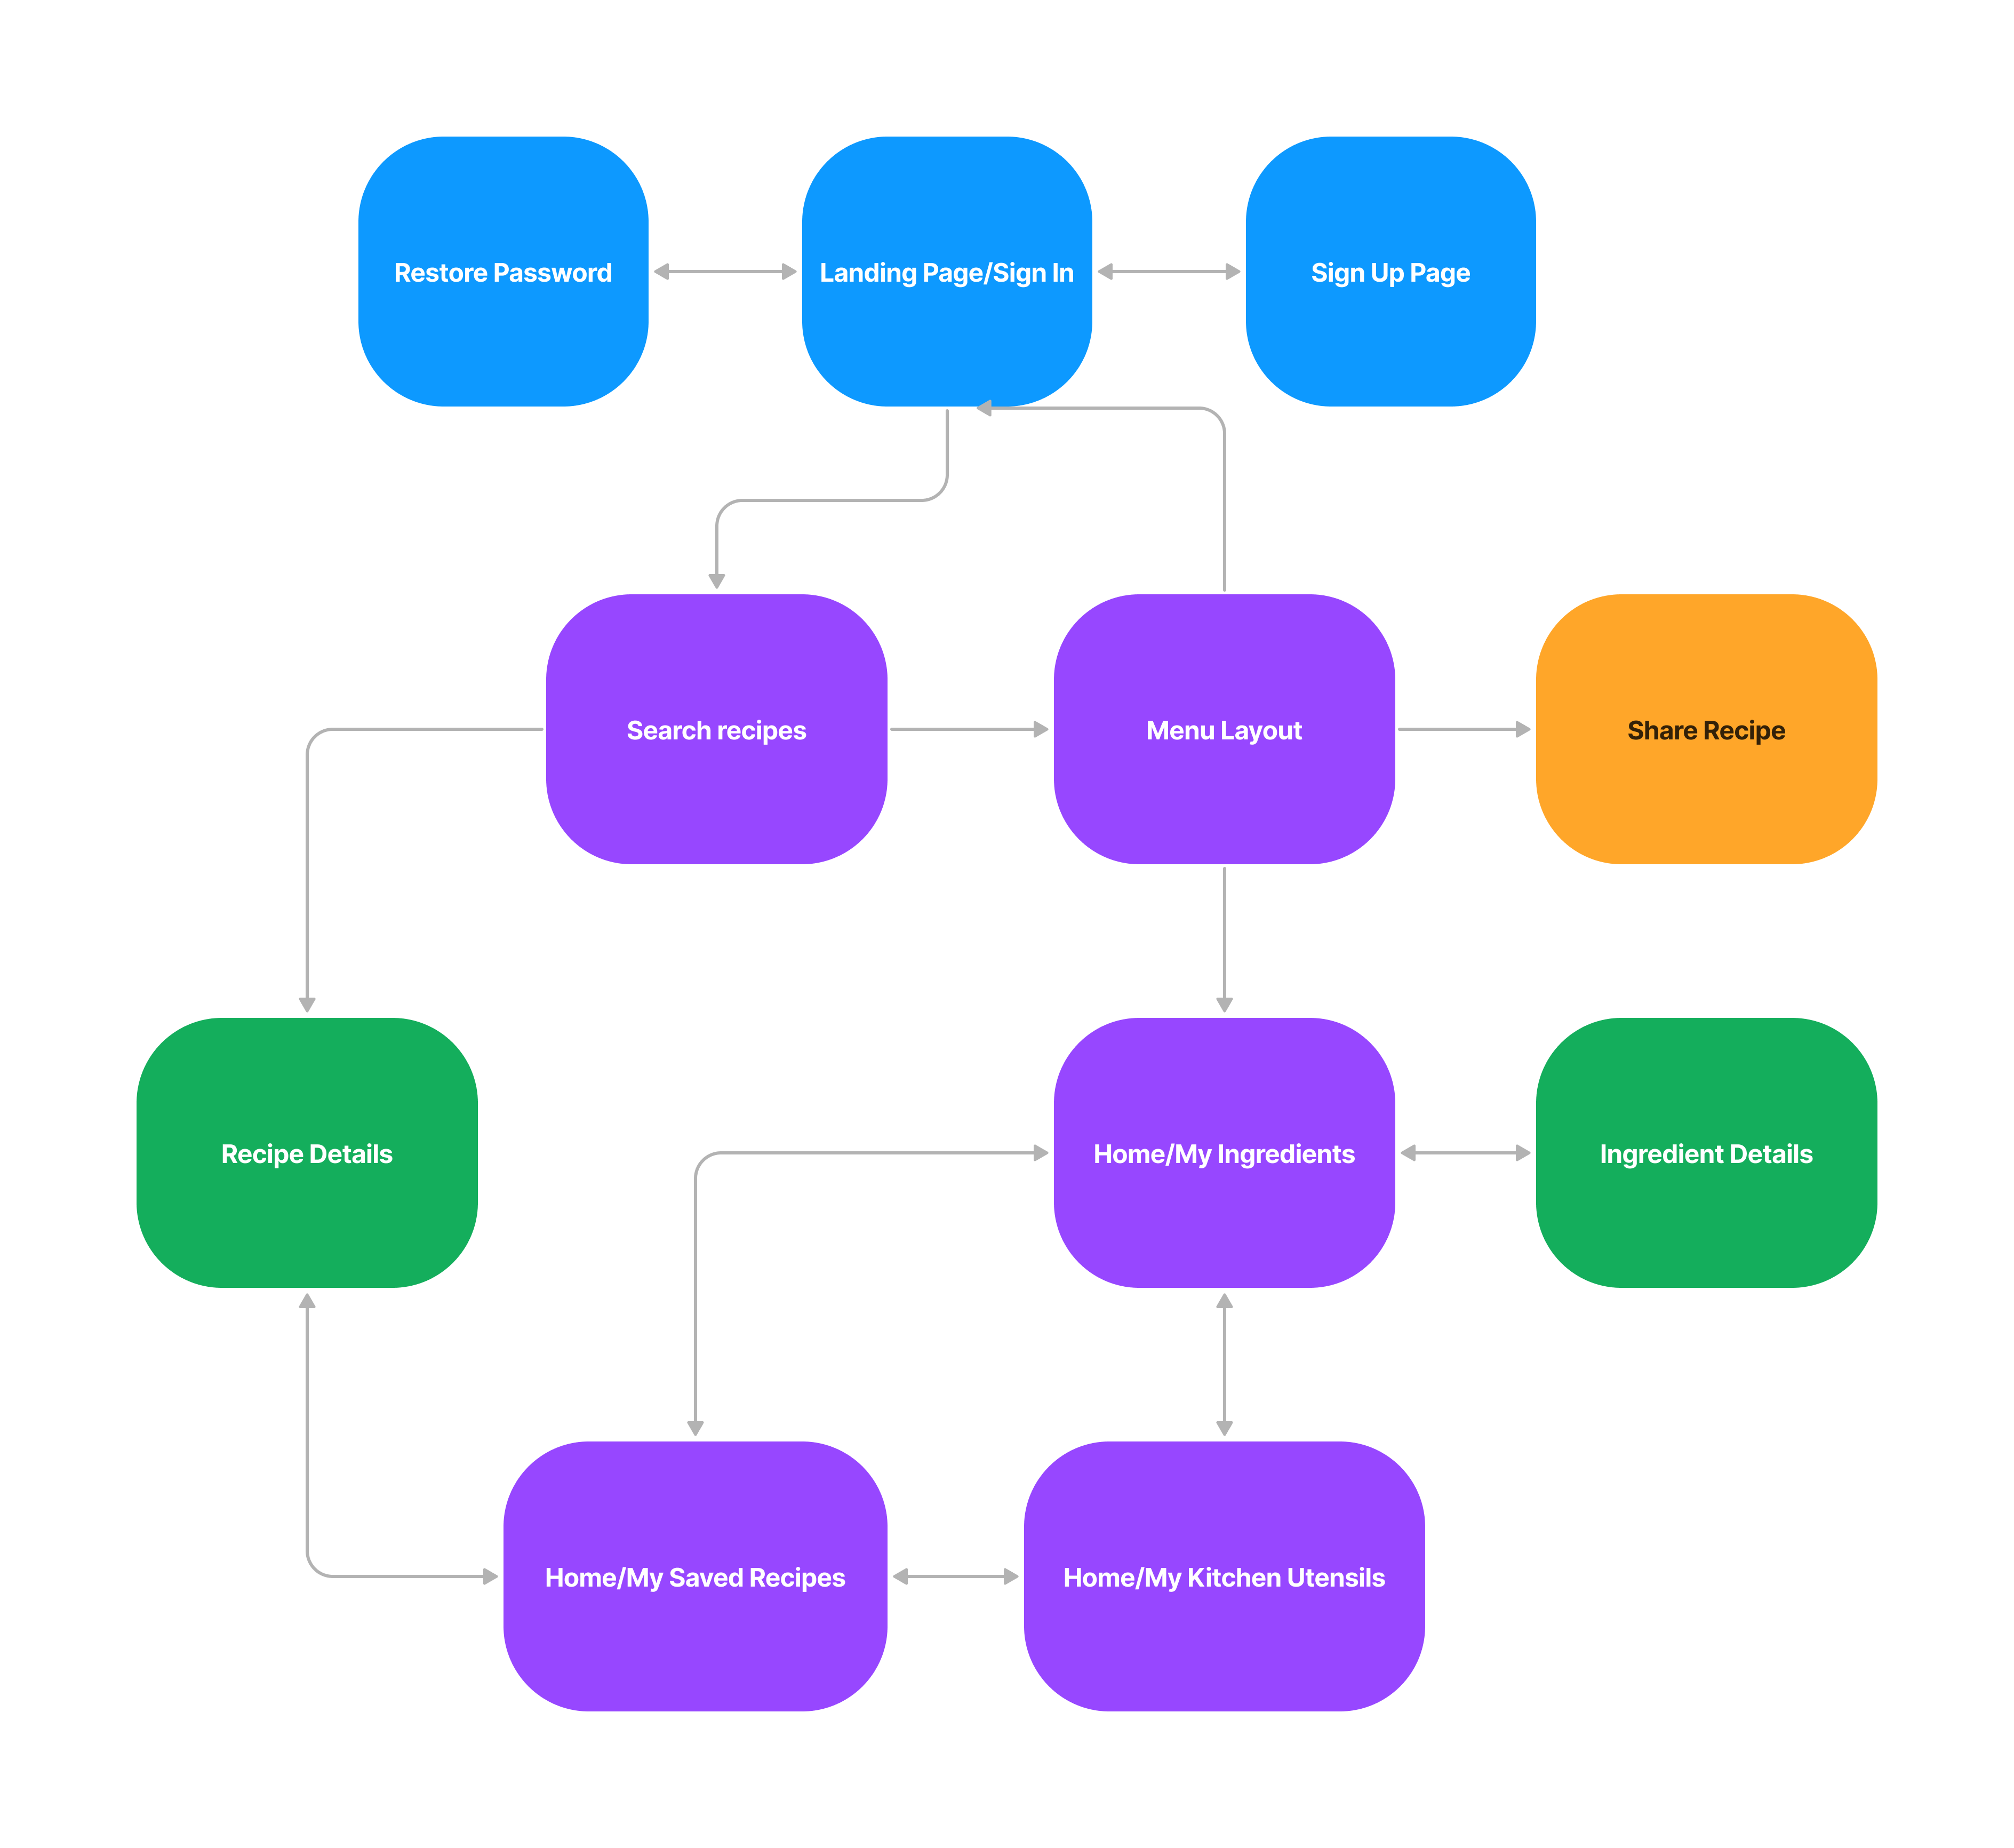 Restore Password
Landing Page/Sign In
Sign Up Page
Search recipes
Menu Layout
Share Recipe
Recipe Details
Home/My Ingredients
Ingredient Details
Home/My Saved Recipes
Home/My Kitchen Utensils